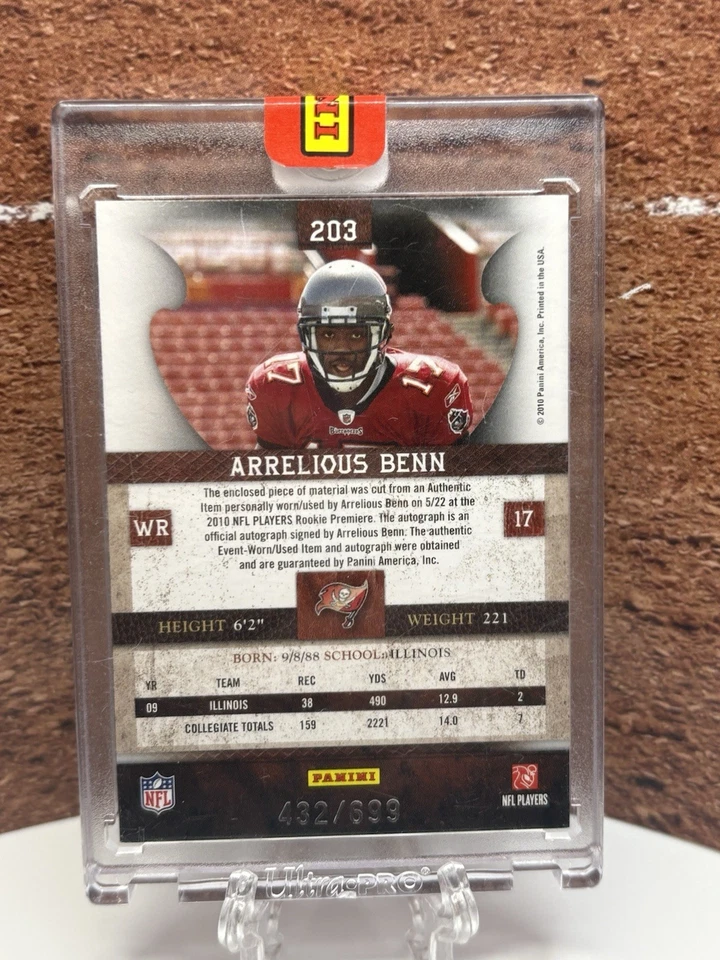 203
© 2010 Panini America, Inc. Printed in the USA.
17 17
BUCCANEERS
ARRELIOUS BENN
The enclosed piece of material was cut from an Authentic
Item personally worn/used by Arrelious Benn on 5/22 at the
2010 NFL PLAYERS Rookie Premiere. The autograph is an
official autograph signed by Arrelious Benn. The authentic
Event-Worn/Used Item and autograph were obtained
and are guaranteed by Panini America, Inc.
WR
17
HEIGHT 6'2" WEIGHT 221
BORN: 9/8/88 SCHOOL: ILLINOIS
YR TEAM REC YDS AVG TD
09 ILLINOIS 38 490 12.9 2
COLLEGIATE TOTALS 159 2221 14.0 7
PANINI
NFL
NFL PLAYERS
432/699
Ultra•PRO®